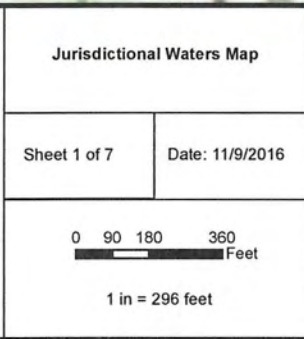 Jurisdictional Waters Map
Sheet 1 of 7
Date: 11/9/2016
0 90 180 360
Feet
1 in = 296 feet